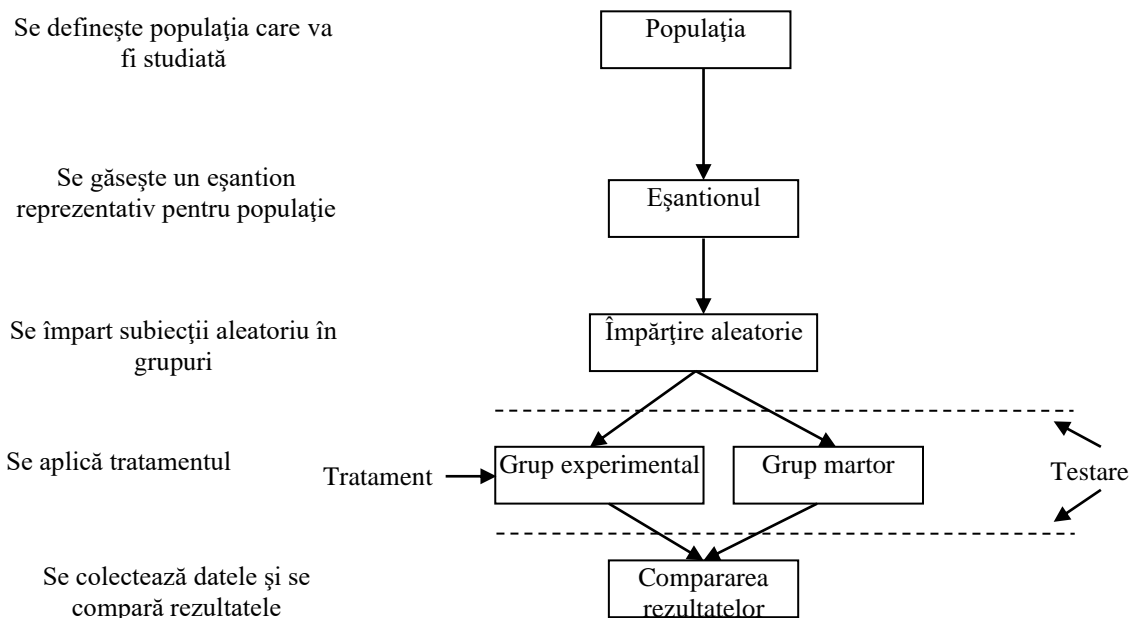 Se defineşte populaţia care va
fi studiată
Populaţia
Se găseşte un eşantion
reprezentativ pentru populaţie
Eşantionul
Se împart subiecţii aleatoriu în
grupuri
Împărţire aleatorie
Se aplică tratamentul
Tratament
Grup experimental
Grup martor
Testare
Se colectează datele şi se
compară rezultatele
Compararea
rezultatelor